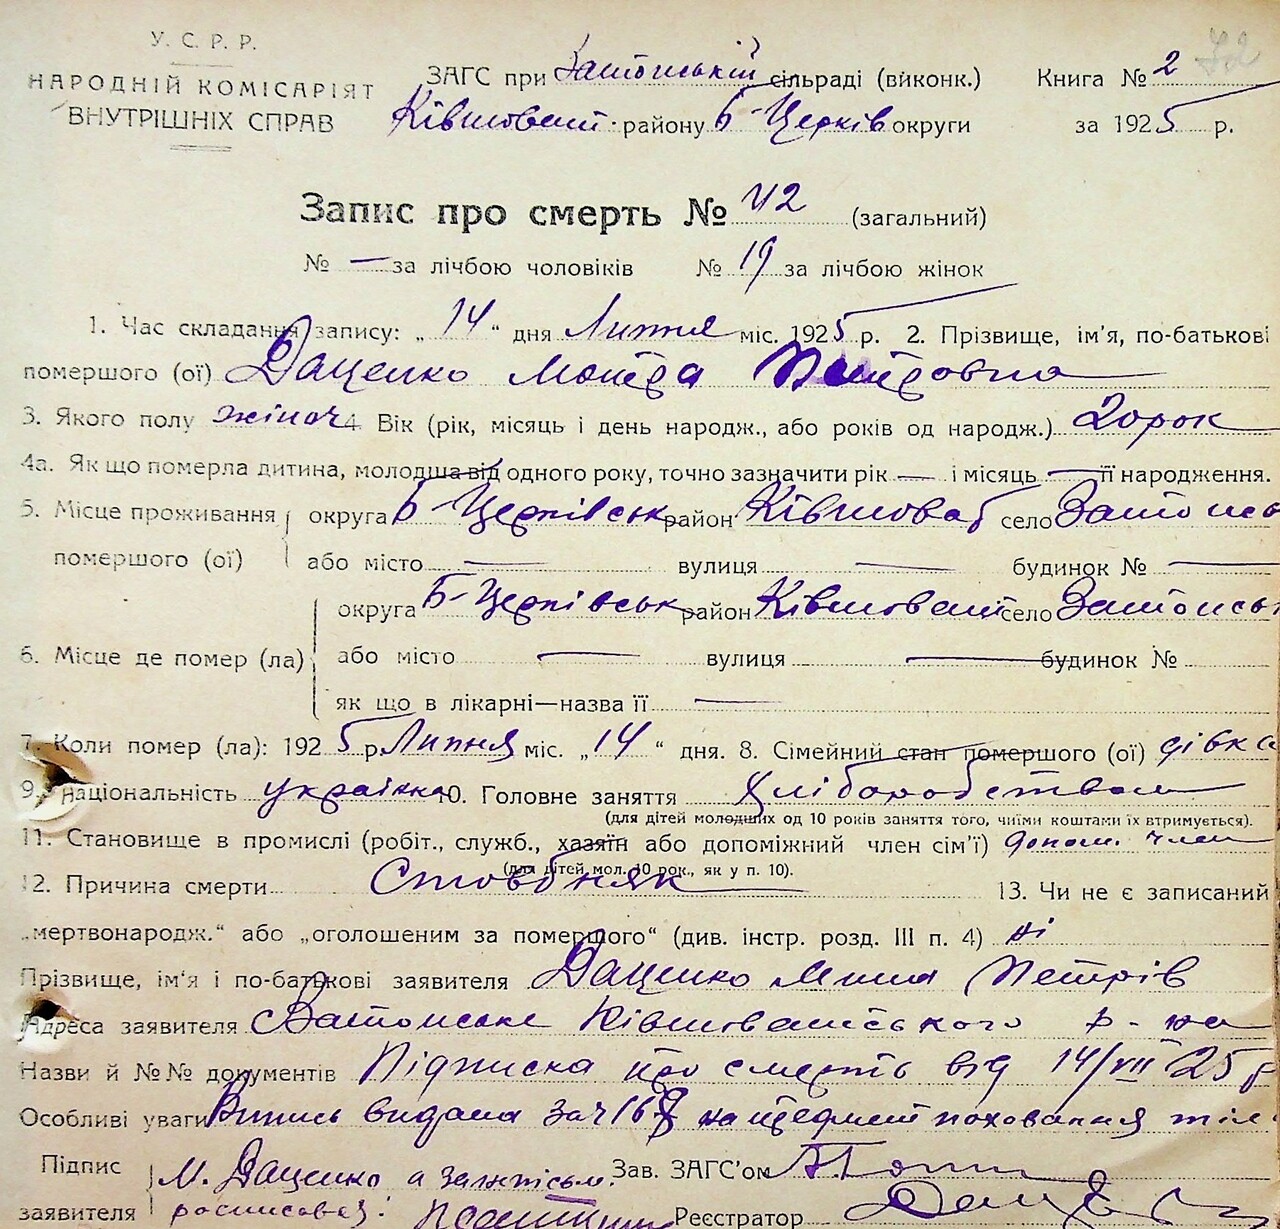 У. С. Р. Р.
НАРОДНІЙ КОМІСАРІЯТ
ВНУТРІШНІХ СПРАВ
ЗАГС при сільраді (виконк.) Книга № 2
району Б-Церків округи за 1925 р.
Запис про смерть № 42 (загальний)
№ — за лічбою чоловіків № 19 за лічбою жінок
1. Час складання запису: „14“ дня Липня міс. 1925 р. 2. Прізвище, ім'я, по-батькові
помершого (ої) Даценко Мотря Петровна
3. Якого полу жіноч 4. Вік (рік, місяць і день народж., або років од народж.) 20 рок
4а. Як що померла дитина, молодша від одного року, точно зазначити рік — і місяць — її народження.
5. Місце проживання округа Б-Церківськ район село
помершого (ої) або місто — вулиця — будинок № —
округа Б-Церківськ район село
6. Місце де помер (ла) або місто — вулиця — будинок №
як що в лікарні—назва її —
7. Коли помер (ла): 1925 р. Липня міс. „14“ дня. 8. Сімейний стан помершого (ої) дівка
9. Національність українка 10. Головне заняття Хліборобством
(для дітей молодших од 10 років заняття того, чиїми коштами їх втримується).
11. Становище в промислі (робіт., служб., хазяїн або допоміжний член сім'ї) допом. член
(для дітей мол. 10 рок., як у п. 10).
12. Причина смерти 13. Чи не є записаний
„мертвонародж.“ або „оголошеним за помершого“ (див. інстр. розд. III п. 4) ні
Прізвище, ім'я і по-батькові заявителя Даценко Петрів
Адреса заявителя р-на
Назви й №№ документів Підписка про смерть від 14/VII 25 р
Особливі уваги Випись видана за ч 168 на предмет поховання тіла
Підпис М. Даценко а Зав. ЗАГС'ом
заявителя Реєстратор